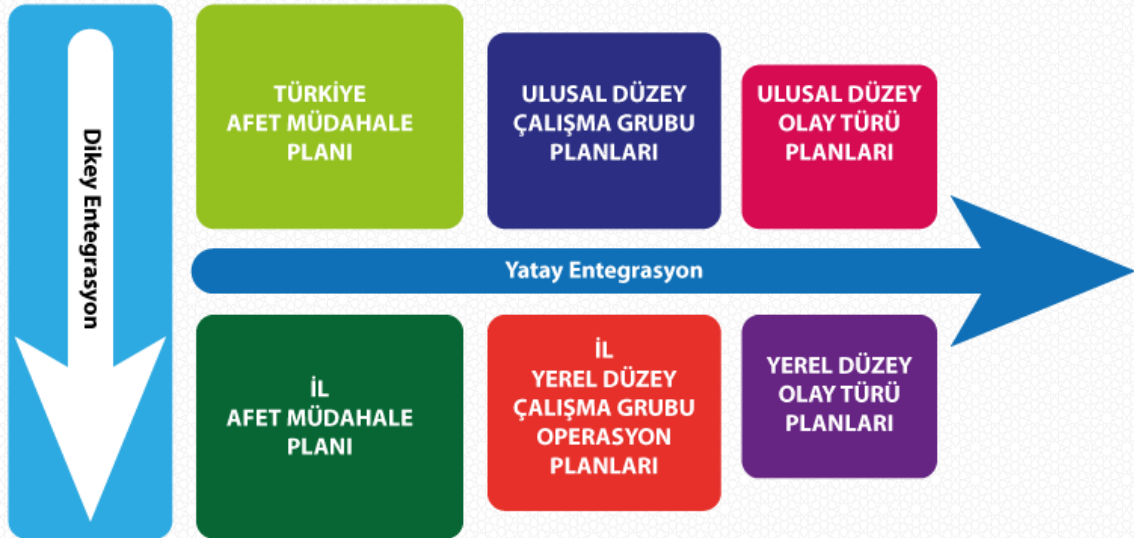 Dikey Entegrasyon
TÜRKİYE
AFET MÜDAHALE
PLANI
ULUSAL DÜZEY
ÇALIŞMA GRUBU
PLANLARI
ULUSAL DÜZEY
OLAY TÜRÜ
PLANLARI
Yatay Entegrasyon
İL
AFET MÜDAHALE
PLANI
İL
YEREL DÜZEY
ÇALIŞMA GRUBU
OPERASYON
PLANLARI
YEREL DÜZEY
OLAY TÜRÜ
PLANLARI